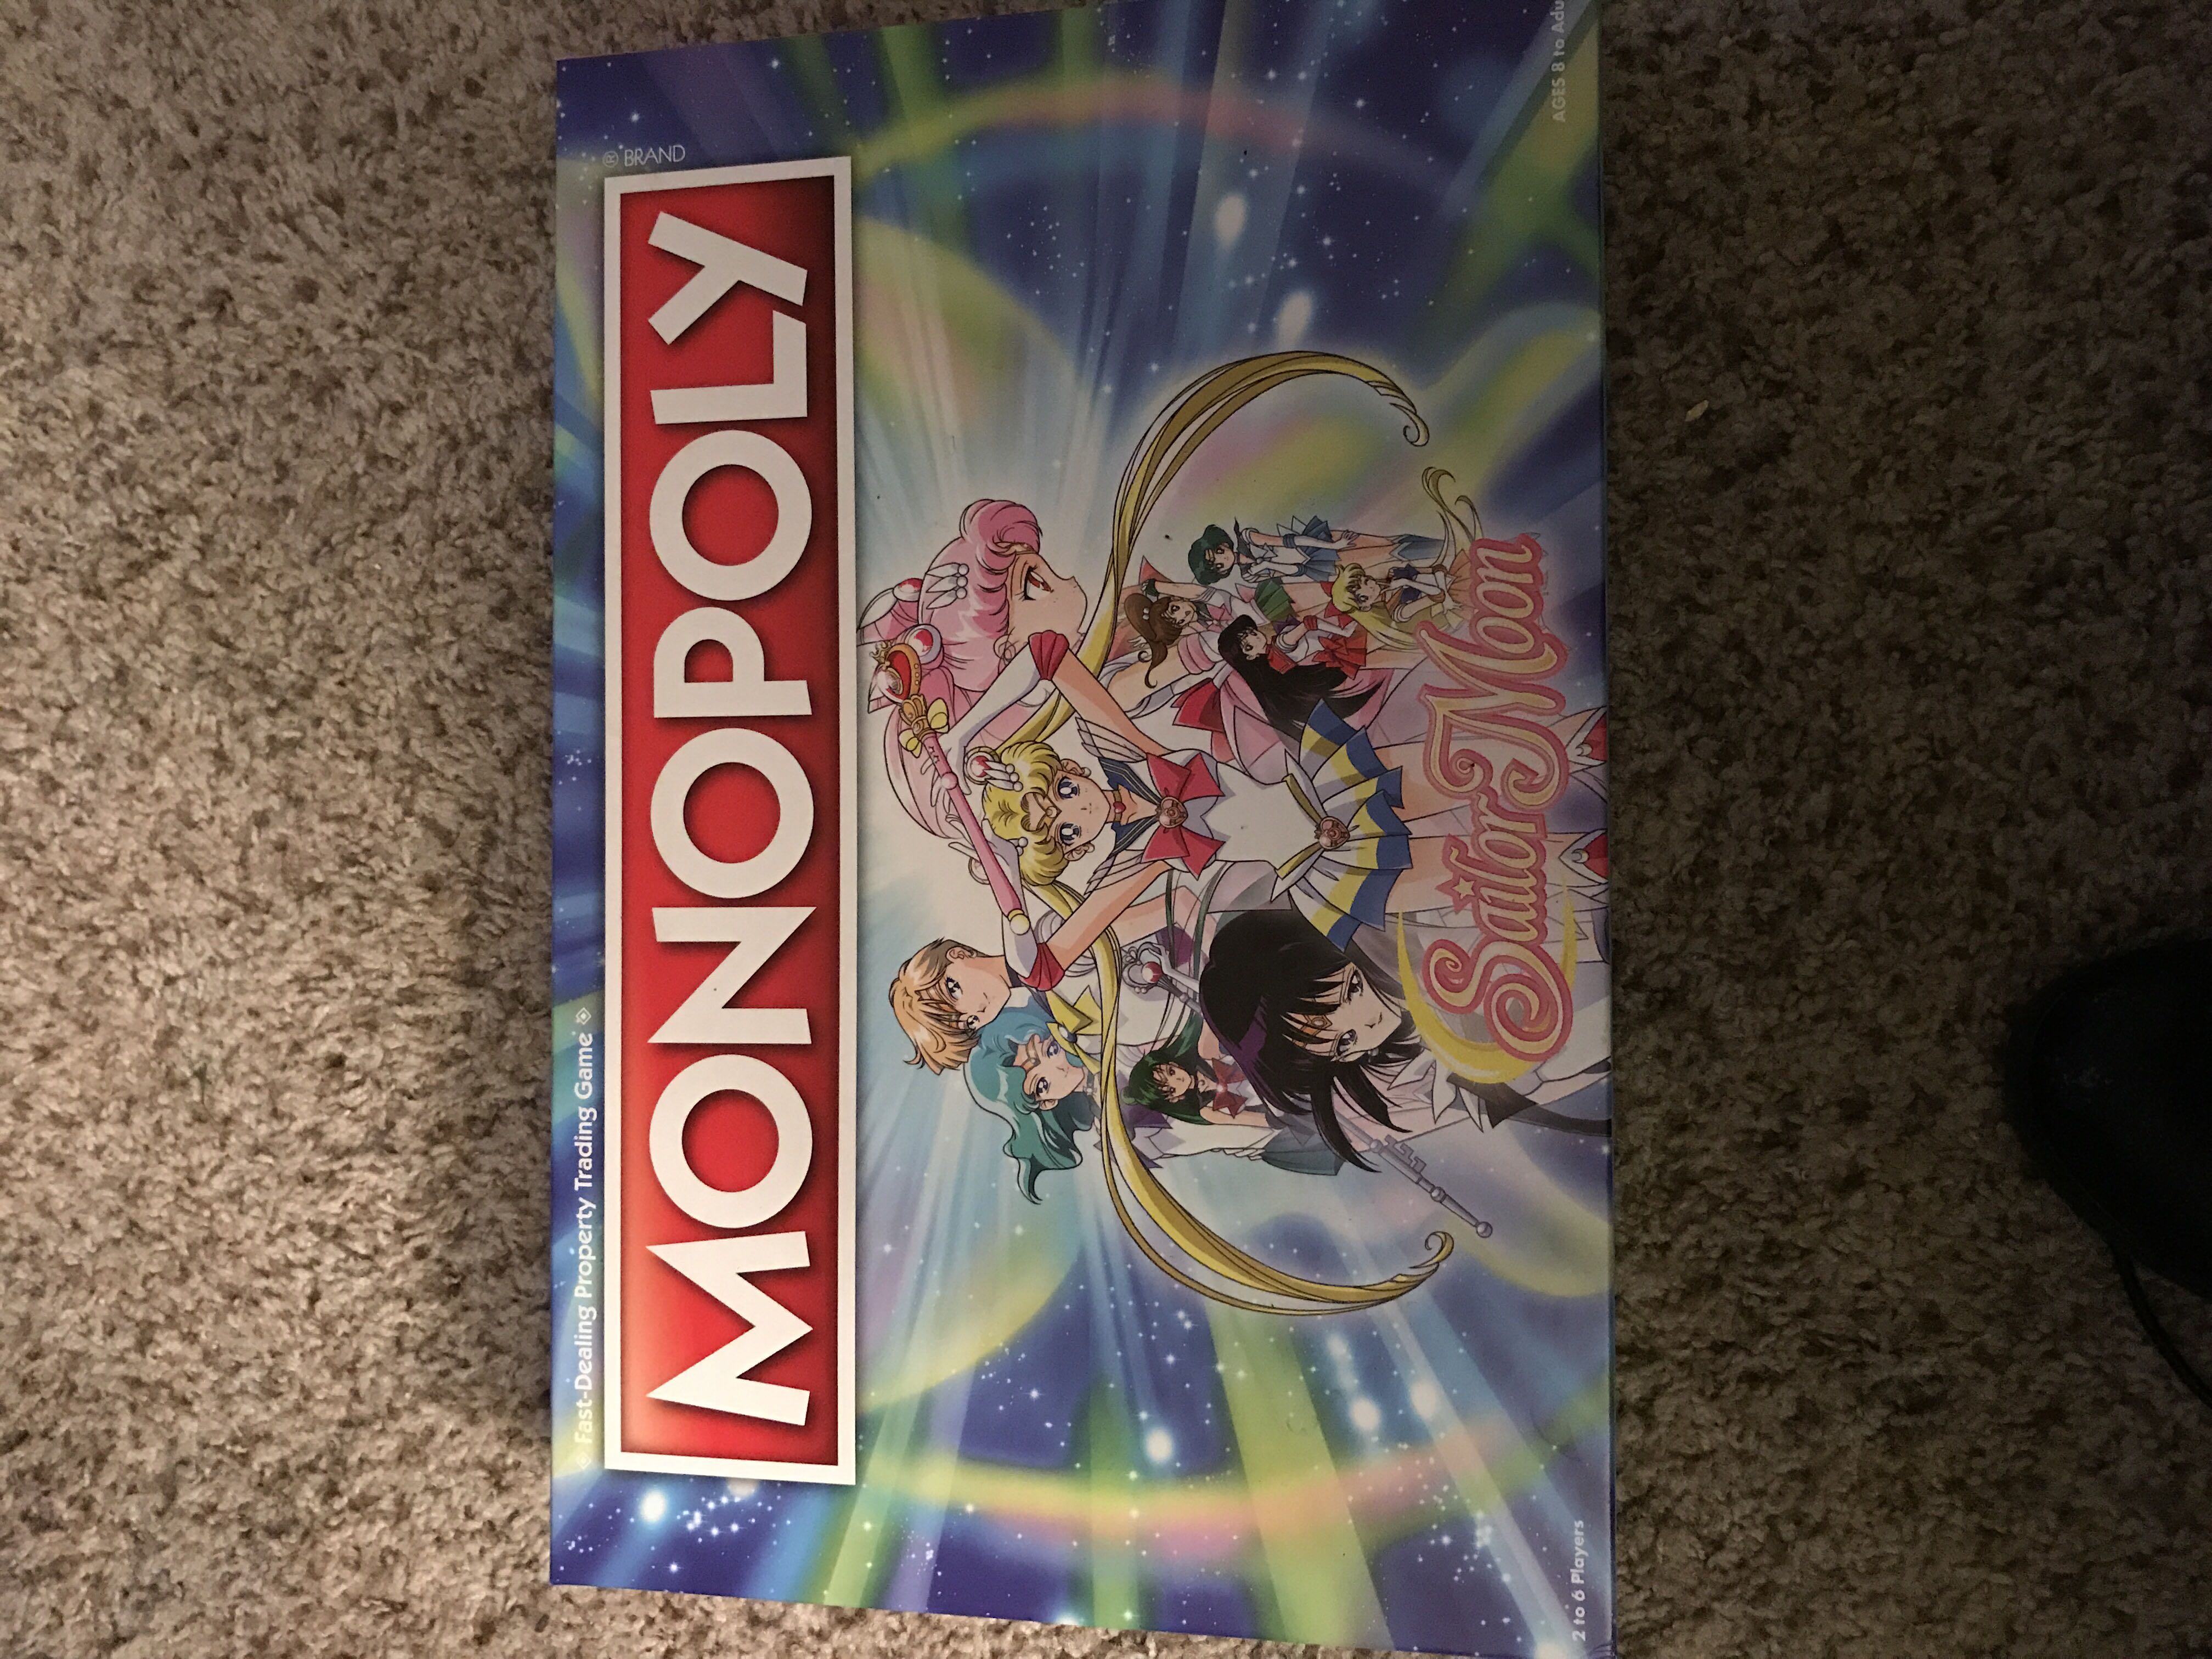 Fast-Dealing Property Trading Game
® BRAND
MONOPOLY
Sailor Moon
2 to 6 Players
AGES 8 to Adu